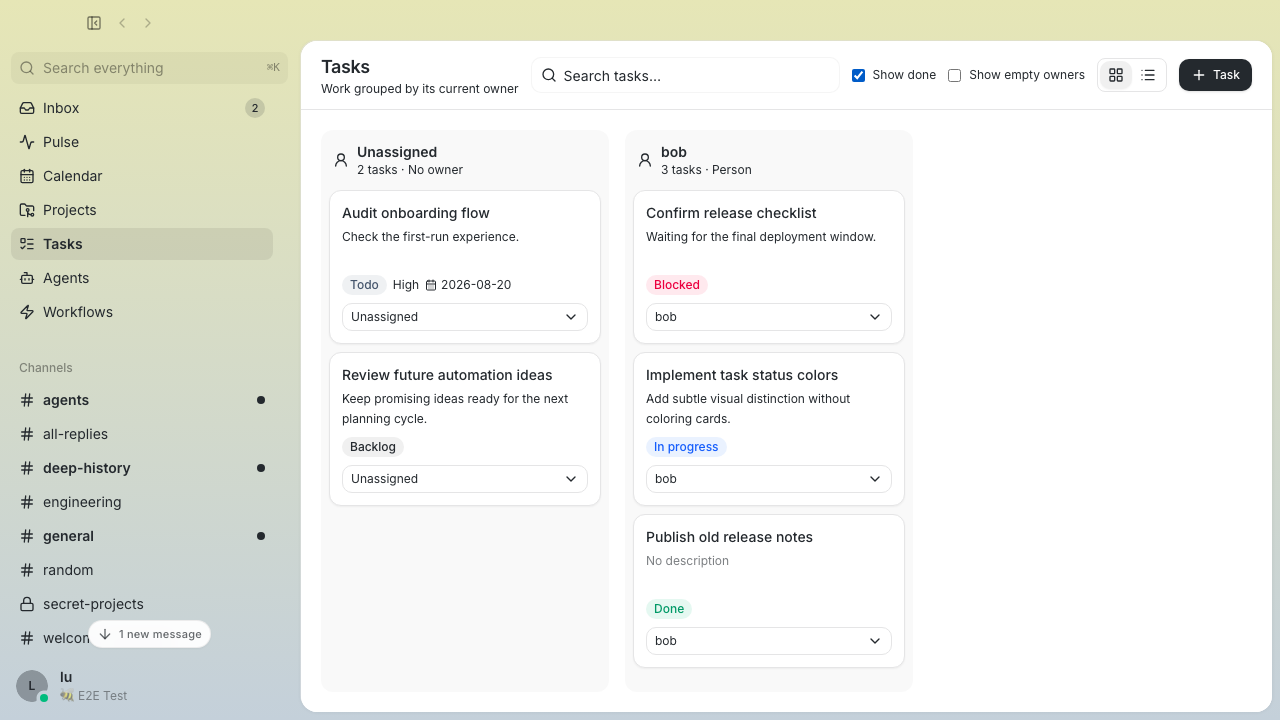 Search everything
⌘K
Inbox
2
Pulse
Calendar
Projects
Tasks
Agents
Workflows
Channels
agents
all-replies
deep-history
engineering
general
random
secret-projects
1 new message
L
lu
E2E Test
Tasks
Work grouped by its current owner
Search tasks...
Show done
Show empty owners
Task
Unassigned
2 tasks · No owner
Audit onboarding flow
Check the first-run experience.
Todo High 2026-08-20
Unassigned
Review future automation ideas
Keep promising ideas ready for the next
planning cycle.
Backlog
Unassigned
bob
3 tasks · Person
Confirm release checklist
Waiting for the final deployment window.
Blocked
bob
Implement task status colors
Add subtle visual distinction without
coloring cards.
In progress
bob
Publish old release notes
No description
Done
bob